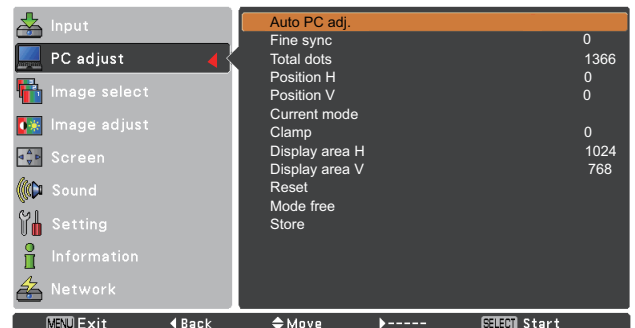 Input
PC adjust
Image select
Image adjust
Screen
Sound
Setting
Information
Network
Auto PC adj.
Fine sync 0
Total dots 1366
Position H 0
Position V 0
Current mode
Clamp 0
Display area H 1024
Display area V 768
Reset
Mode free
Store
MENU Exit Back Move ----- SELECT Start